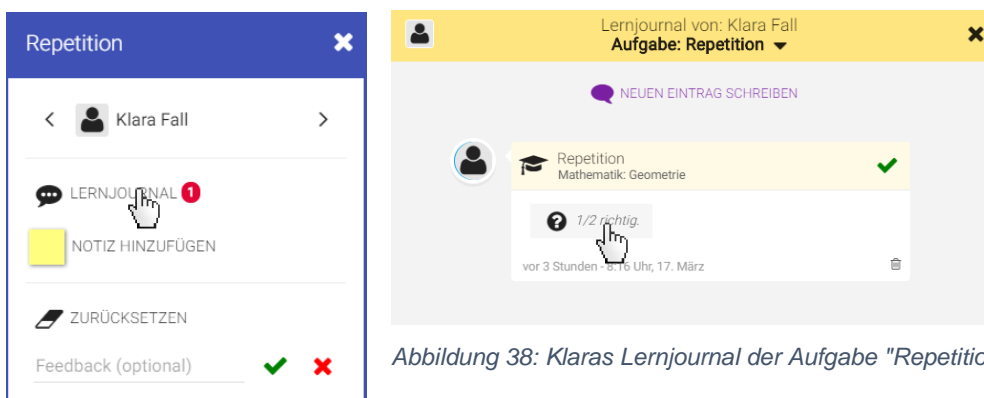 Repetition
Klara Fall
LERNJOURNAL 1
NOTIZ HINZUFÜGEN
ZURÜCKSETZEN
Feedback (optional)
Lernjournal von: Klara Fall
Aufgabe: Repetition
NEUEN EINTRAG SCHREIBEN
Repetition
Mathematik: Geometrie
1/2 richtig.
vor 3 Stunden - 8:16 Uhr, 17. März
Abbildung 38: Klaras Lernjournal der Aufgabe "Repetitio